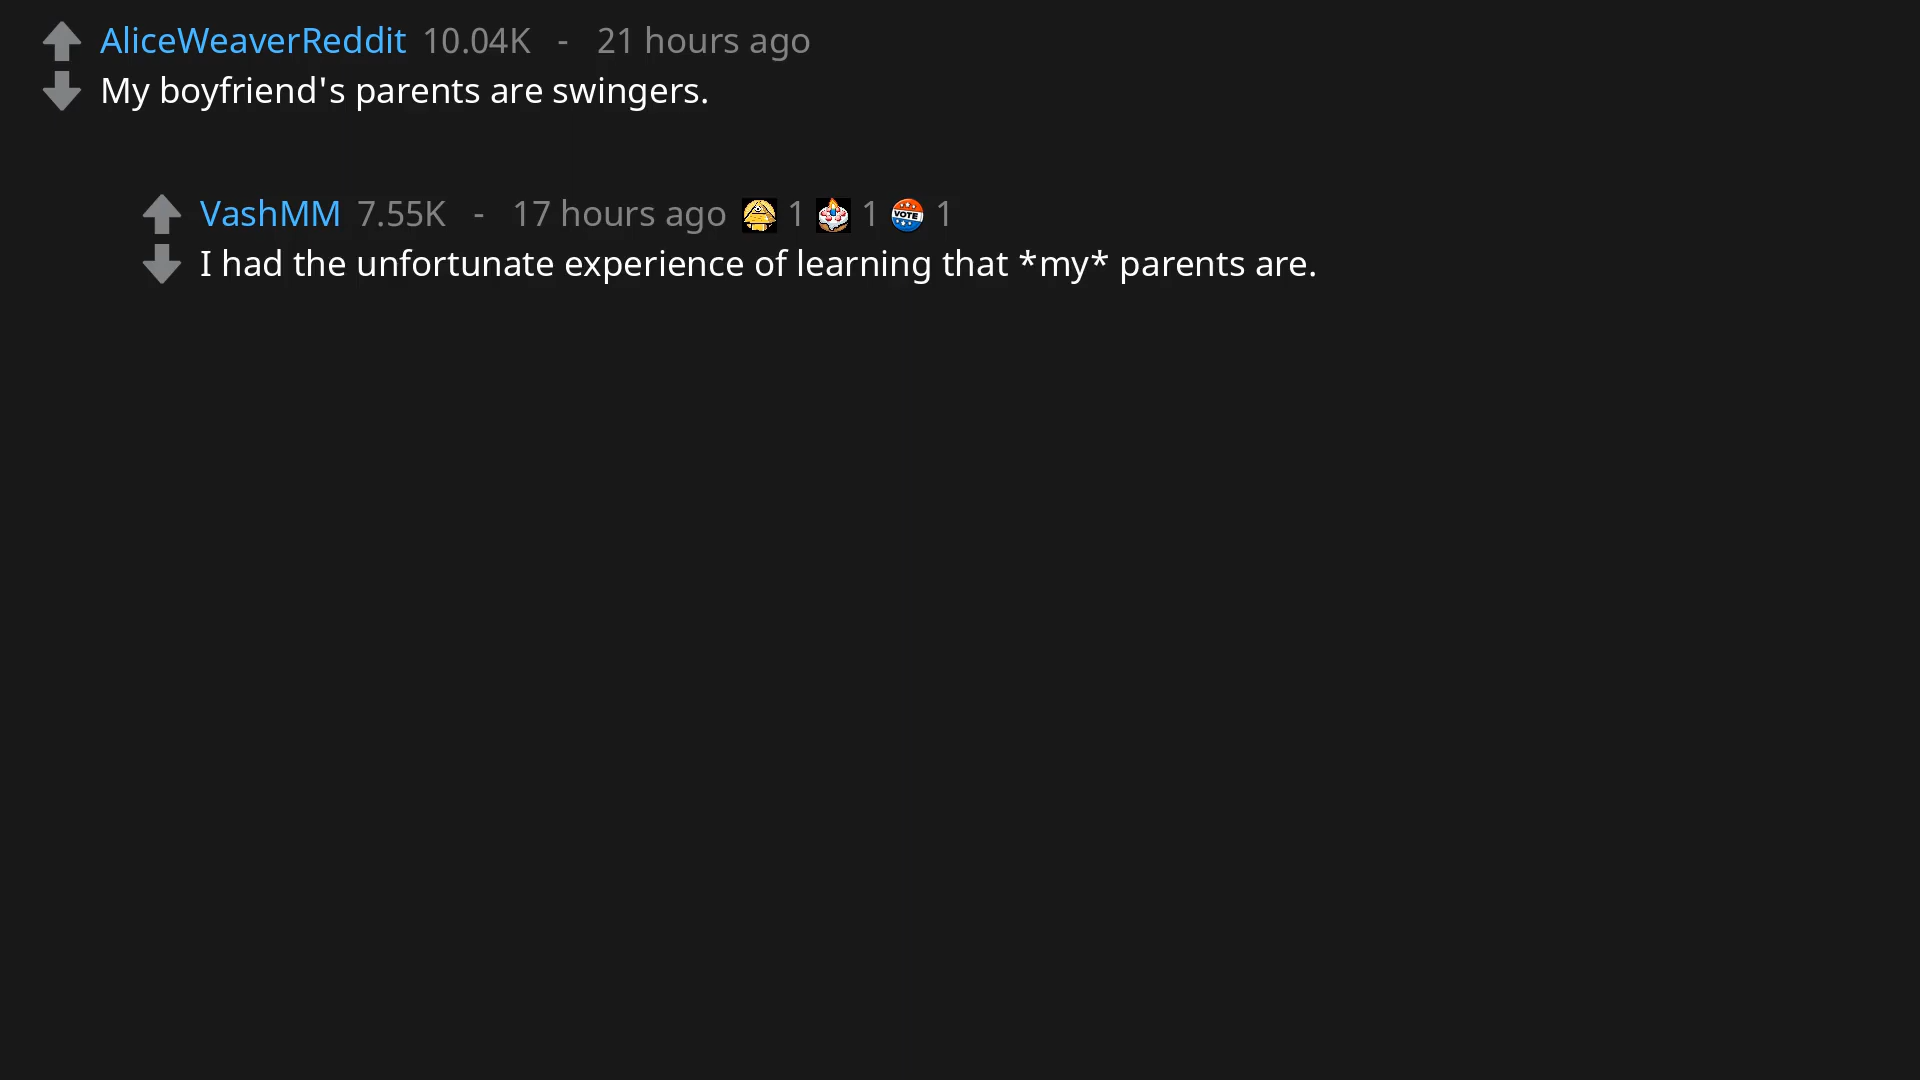 AliceWeaverReddit 10.04K - 21 hours ago
My boyfriend's parents are swingers.
VashMM 7.55K - 17 hours ago 1 1 VOTE 1
I had the unfortunate experience of learning that *my* parents are.